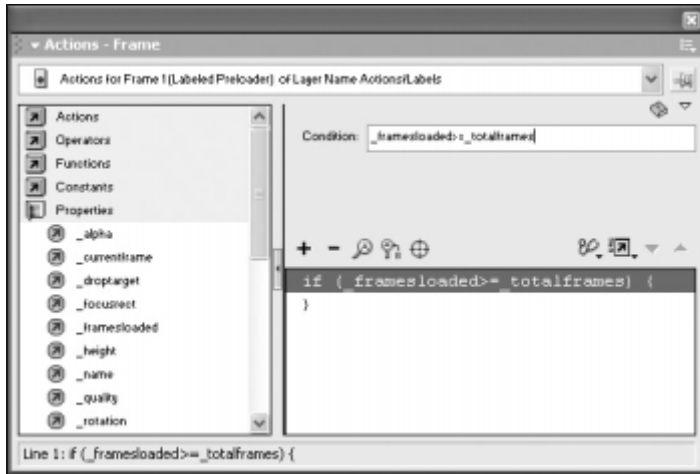 Actions - Frame
Actions for Frame 1 (Labeled Preloader) of Layer Name Actions/Labels
Actions
Operators
Functions
Constants
Properties
_alpha
_currentframe
_droptarget
_focusrect
_framesloaded
_height
_name
_quality
_rotation
Condition: _framesloaded>=_totalframes
if (_framesloaded>=_totalframes) {
}
Line 1: if (_framesloaded>=_totalframes) {